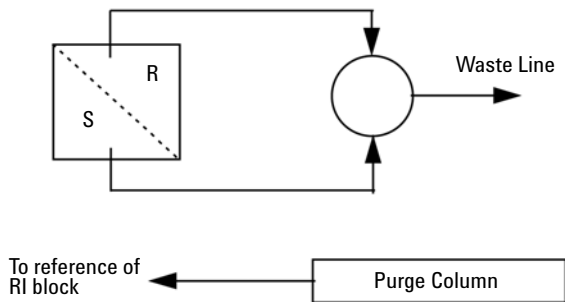 R
Waste Line
S
To reference of
RI block
Purge Column